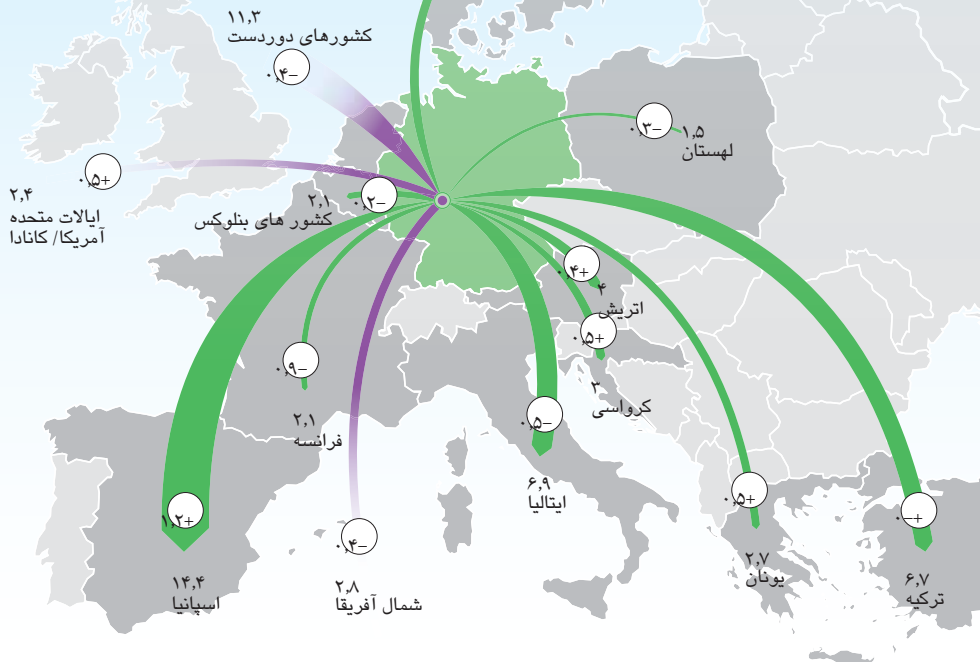 ۱۱,۳
کشورهای دوردست
۰,۴–
۰,۳–
۱,۵
لهستان
۰,۵+
۲,۴
ایالات متحده
آمریکا/ کانادا
۰,۲–
۲,۱
کشور های بنلوکس
۰,۴+
۴
اتریش
۰,۵+
۳
کرواسی
۰,۹–
۲,۱
فرانسه
۰,۵–
۶,۹
ایتالیا
۱,۲+
۱۴,۴
اسپانیا
۰,۴–
۲,۸
شمال آفریقا
۰,۵+
۲,۷
یونان
۰–+
۶,۷
ترکیه